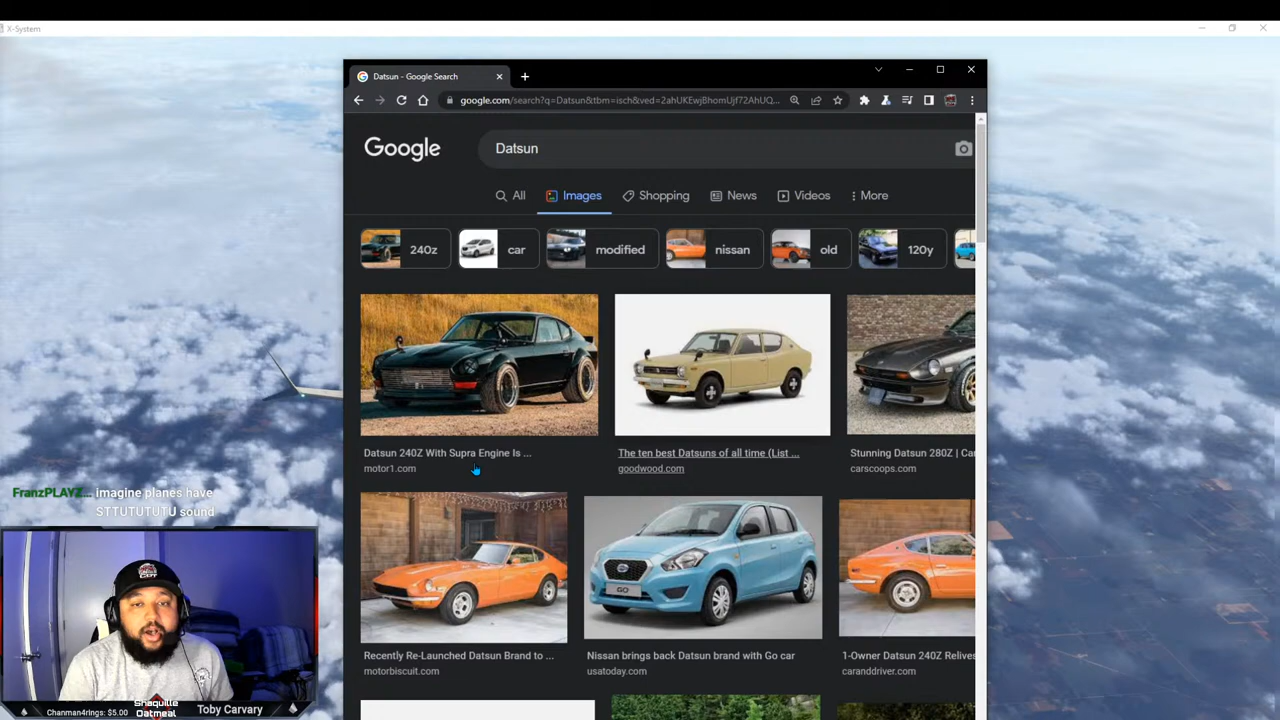 X-System
Datsun - Google Search
google.com/search?q=Datsun&tbm=isch&ved=2ahUKEwjBhomUjf72AhUQ...
Google
Datsun
All
Images
Shopping
News
Videos
More
240z
car
modified
nissan
old
120y
Datsun 240Z With Supra Engine Is ...
motor1.com
The ten best Datsuns of all time (List ...
goodwood.com
Stunning Datsun 280Z | Car
carscoops.com
FranzPLAYZ... imagine planes have
STTUTUTUTU sound
GO
Recently Re-Launched Datsun Brand to ...
motorbiscuit.com
Nissan brings back Datsun brand with Go car
usatoday.com
1-Owner Datsun 240Z Relives
caranddriver.com
Chanman4rings: $5.00
Shaquille
Oatmeal
Toby Carvary